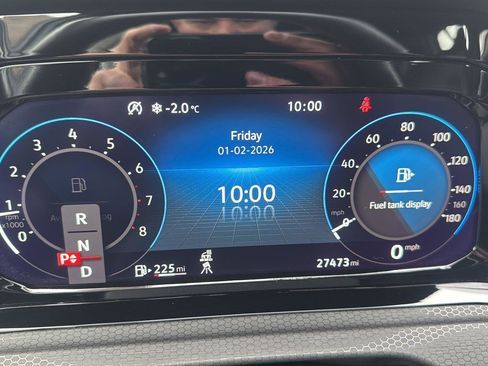 -2.0 °C
10:00
Friday
01-02-2026
10:00
0
1
2
3
4
5
6
7
8
rpm
x1000
R
N
P
D
225 mi
27473 mi
0
20
40
60
80
100
120
140
160
180
mph
Fuel tank display
0 mph